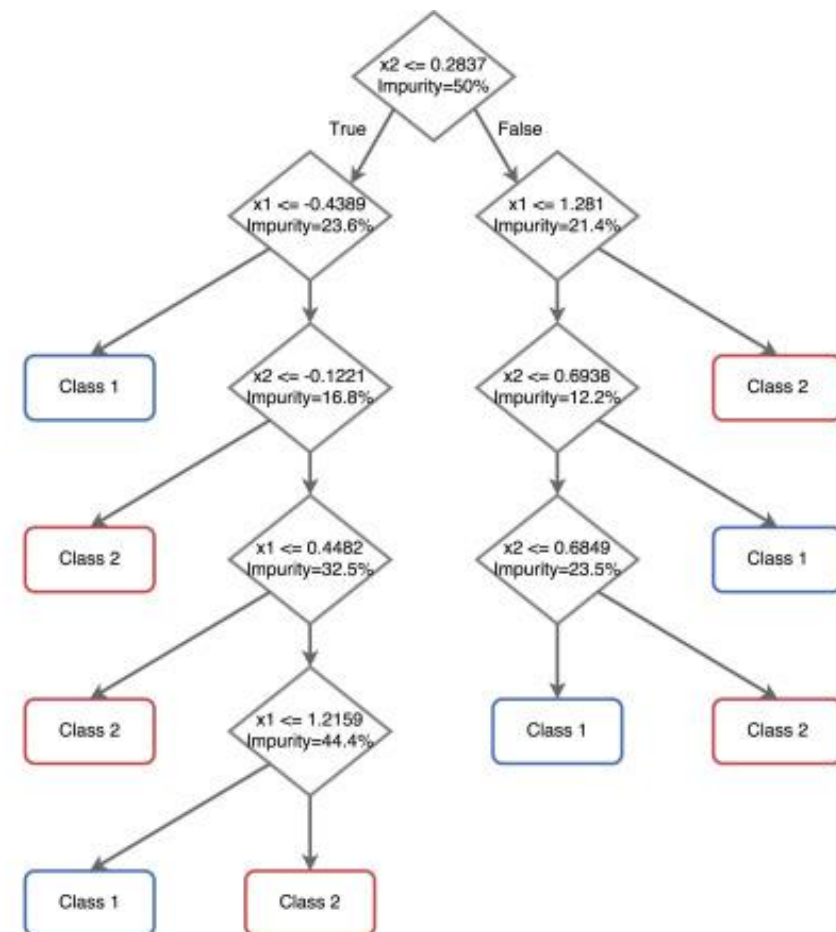 x2 <= 0.2837
Impurity=50%
True
False
x1 <= -0.4389
Impurity=23.6%
x1 <= 1.281
Impurity=21.4%
Class 1
x2 <= -0.1221
Impurity=16.8%
x2 <= 0.6938
Impurity=12.2%
Class 2
Class 2
x1 <= 0.4482
Impurity=32.5%
x2 <= 0.6849
Impurity=23.5%
Class 1
Class 2
x1 <= 1.2159
Impurity=44.4%
Class 1
Class 2
Class 1
Class 2